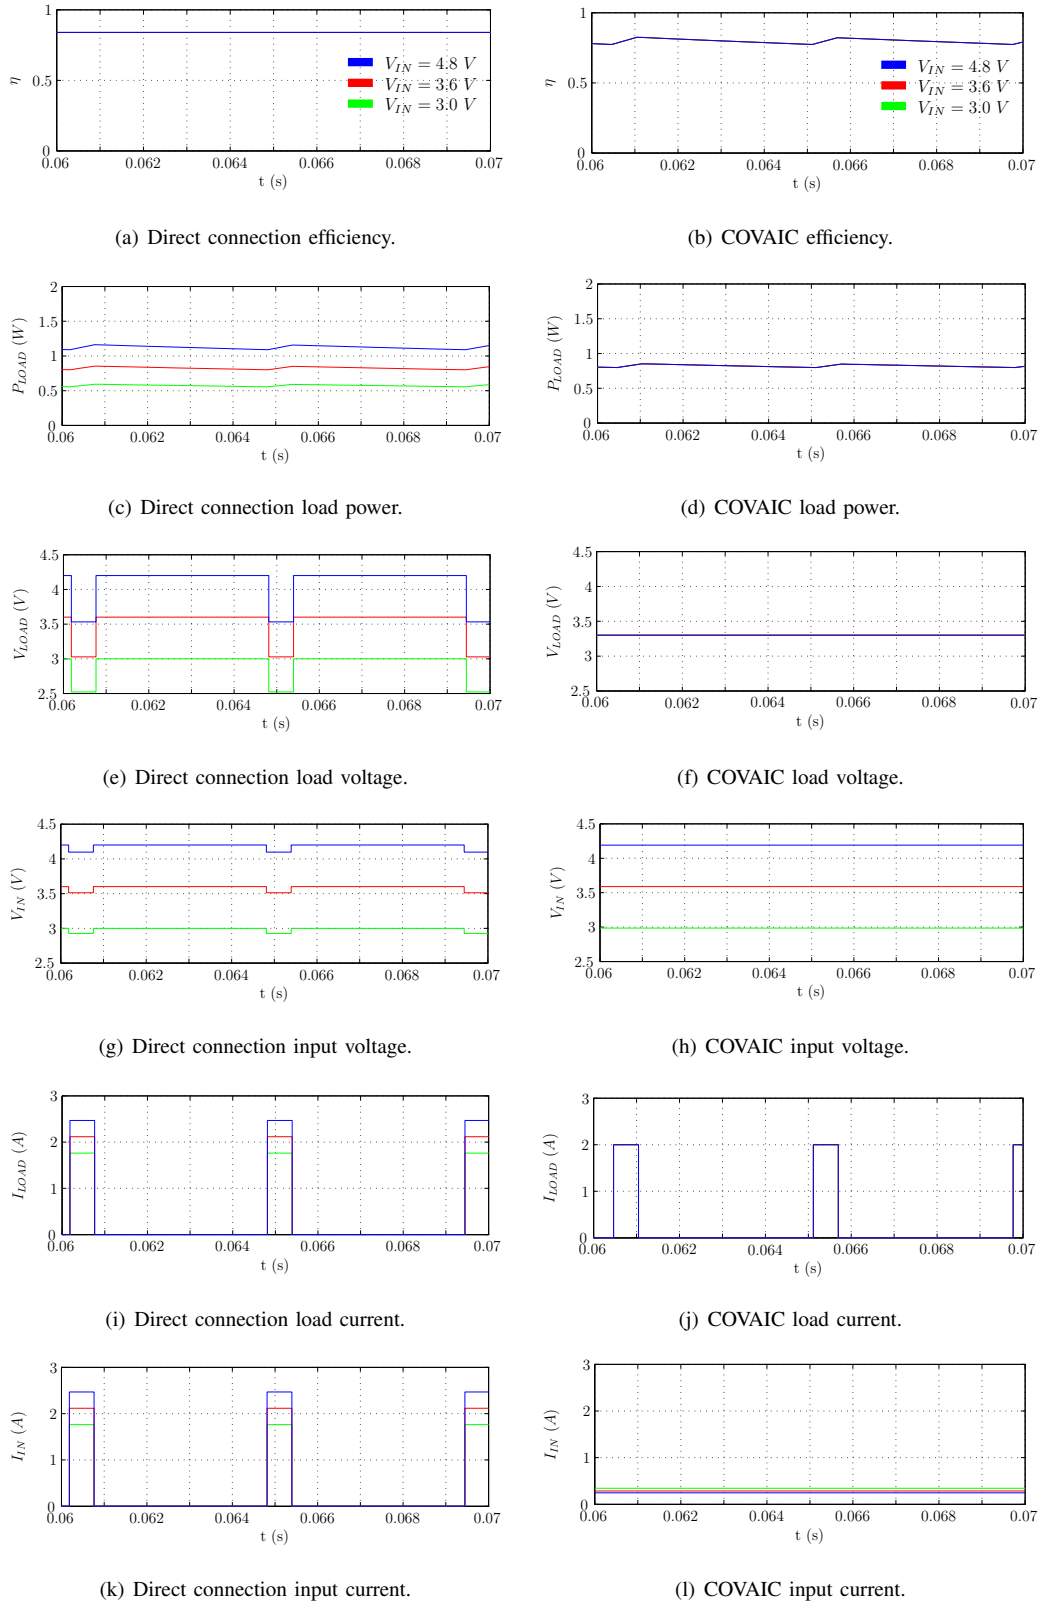 1
0.5
0
η
V_IN = 4.8 V
V_IN = 3.6 V
V_IN = 3.0 V
0.06 0.062 0.064 0.066 0.068 0.07
t (s)
(a) Direct connection efficiency.
1
0.5
0
η
V_IN = 4.8 V
V_IN = 3.6 V
V_IN = 3.0 V
0.06 0.062 0.064 0.066 0.068 0.07
t (s)
(b) COVAIC efficiency.
2
1.5
1
0.5
0
P_LOAD (W)
0.06 0.062 0.064 0.066 0.068 0.07
t (s)
(c) Direct connection load power.
2
1.5
1
0.5
0
P_LOAD (W)
0.06 0.062 0.064 0.066 0.068 0.07
t (s)
(d) COVAIC load power.
4.5
4
3.5
3
2.5
V_LOAD (V)
0.06 0.062 0.064 0.066 0.068 0.07
t (s)
(e) Direct connection load voltage.
4.5
4
3.5
3
2.5
V_LOAD (V)
0.06 0.062 0.064 0.066 0.068 0.07
t (s)
(f) COVAIC load voltage.
4.5
4
3.5
3
2.5
V_IN (V)
0.06 0.062 0.064 0.066 0.068 0.07
t (s)
(g) Direct connection input voltage.
4.5
4
3.5
3
2.5
V_IN (V)
0.06 0.062 0.064 0.066 0.068 0.07
t (s)
(h) COVAIC input voltage.
3
2
1
0
I_LOAD (A)
0.06 0.062 0.064 0.066 0.068 0.07
t (s)
(i) Direct connection load current.
3
2
1
0
I_LOAD (A)
0.06 0.062 0.064 0.066 0.068 0.07
t (s)
(j) COVAIC load current.
3
2
1
0
I_IN (A)
0.06 0.062 0.064 0.066 0.068 0.07
t (s)
(k) Direct connection input current.
3
2
1
0
I_IN (A)
0.06 0.062 0.064 0.066 0.068 0.07
t (s)
(l) COVAIC input current.